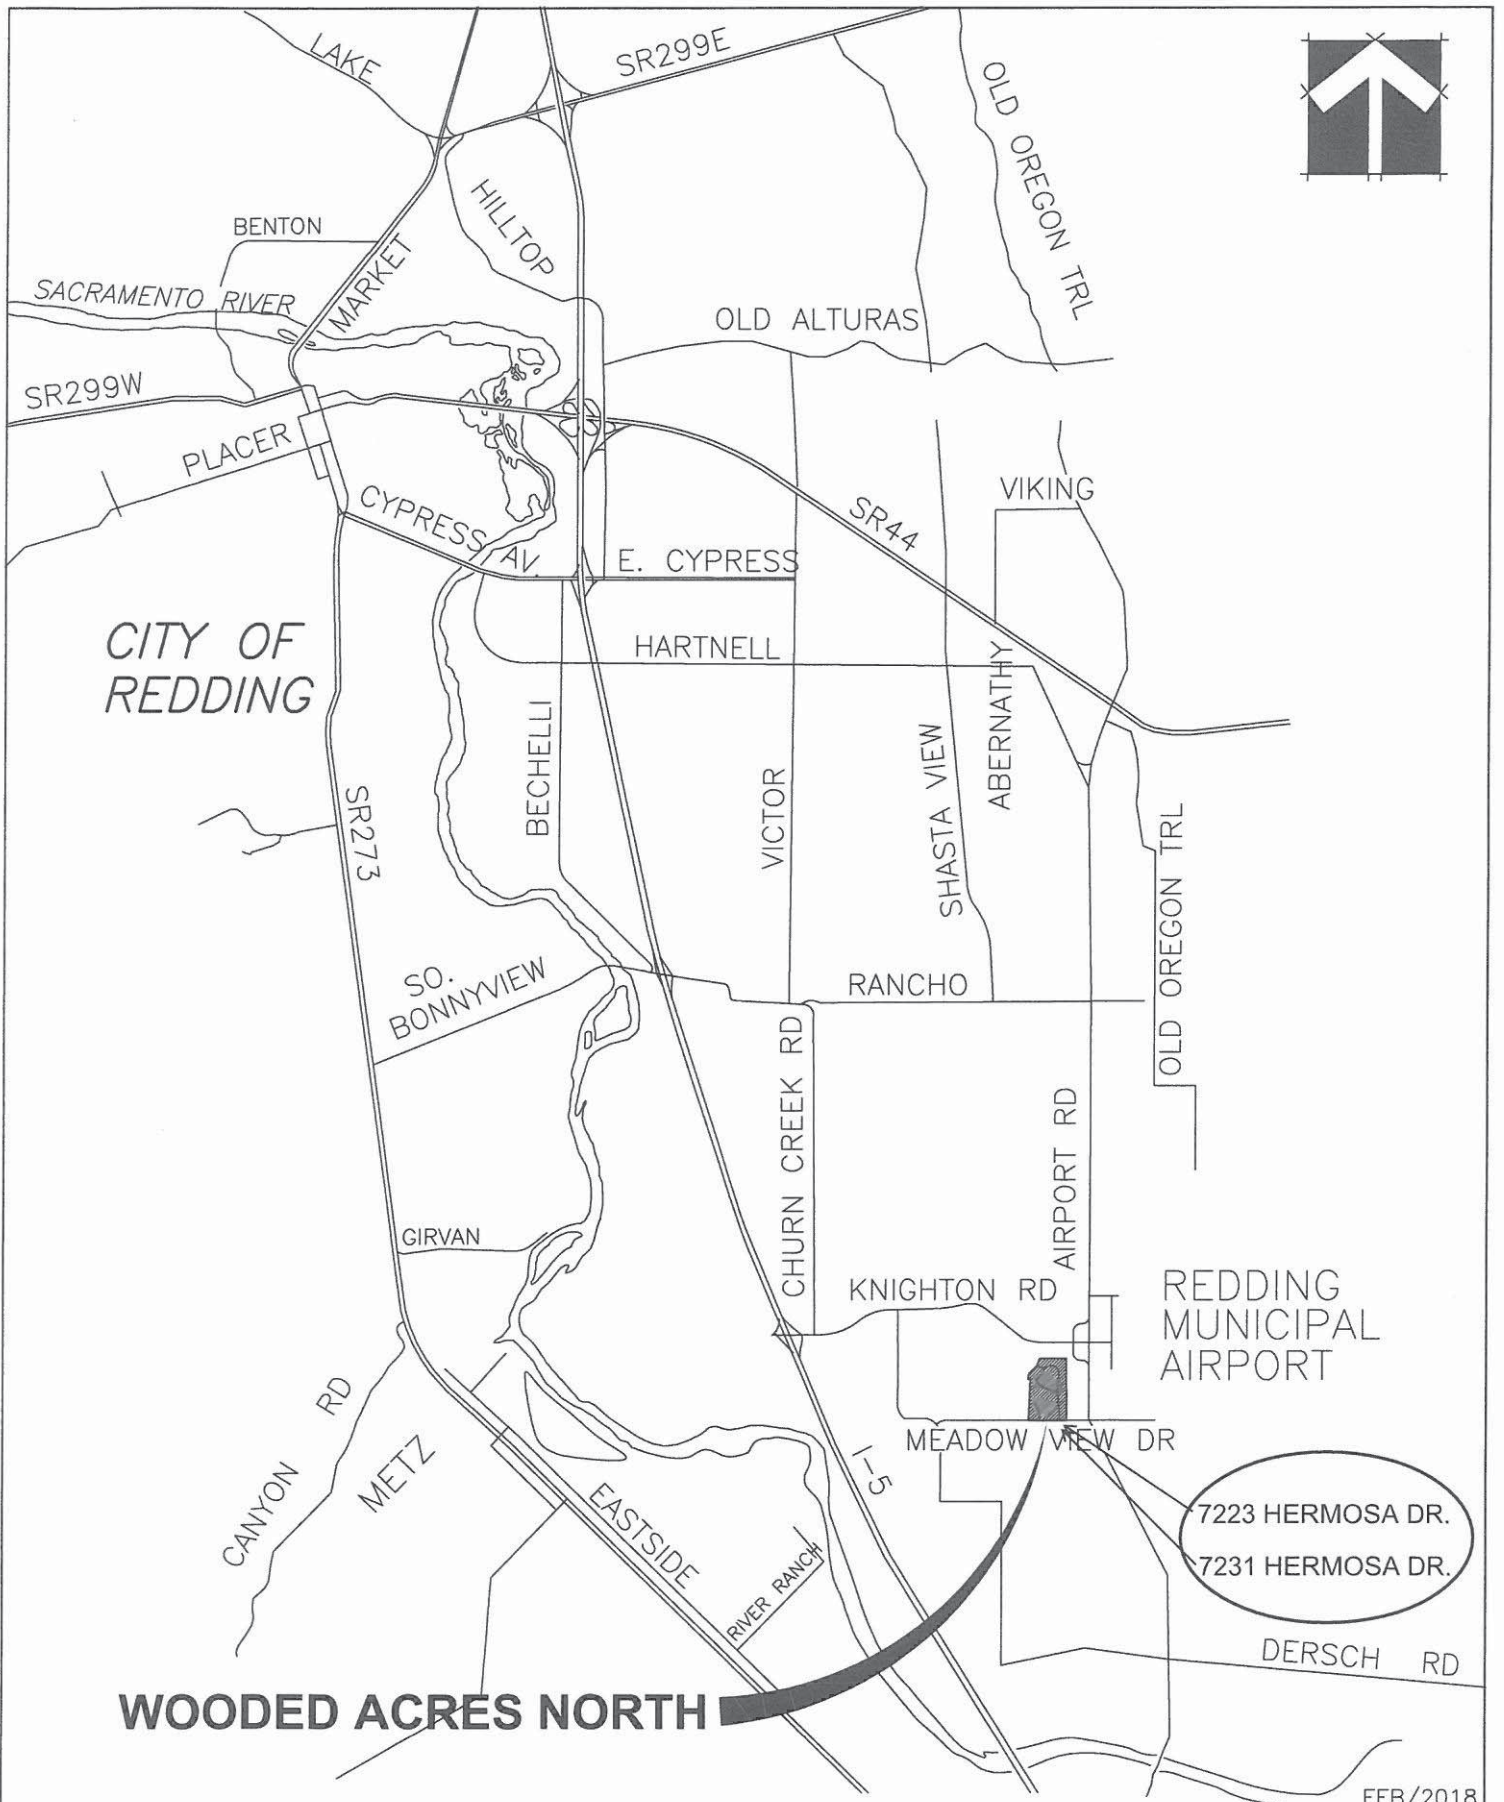 LAKE
SR299E
OLD OREGON TRL
HILLTOP
BENTON
MARKET
SACRAMENTO RIVER
OLD ALTURAS
SR299W
PLACER
CYPRESS AV.
VIKING
SR44
E. CYPRESS
CITY OF
REDDING
HARTNELL
ABERNATHY
BECHELLI
VICTOR
SHASTA VIEW
SR273
OLD OREGON TRL
SO.
BONNYVIEW
RANCHO
CHURN CREEK RD
AIRPORT RD
GIRVAN
KNIGHTON RD
REDDING
MUNICIPAL
AIRPORT
CANYON RD
METZ
MEADOW VIEW DR
I-5
EASTSIDE
RIVER RANCH
7223 HERMOSA DR.
7231 HERMOSA DR.
DERSCH RD
WOODED ACRES NORTH
FEB/2018